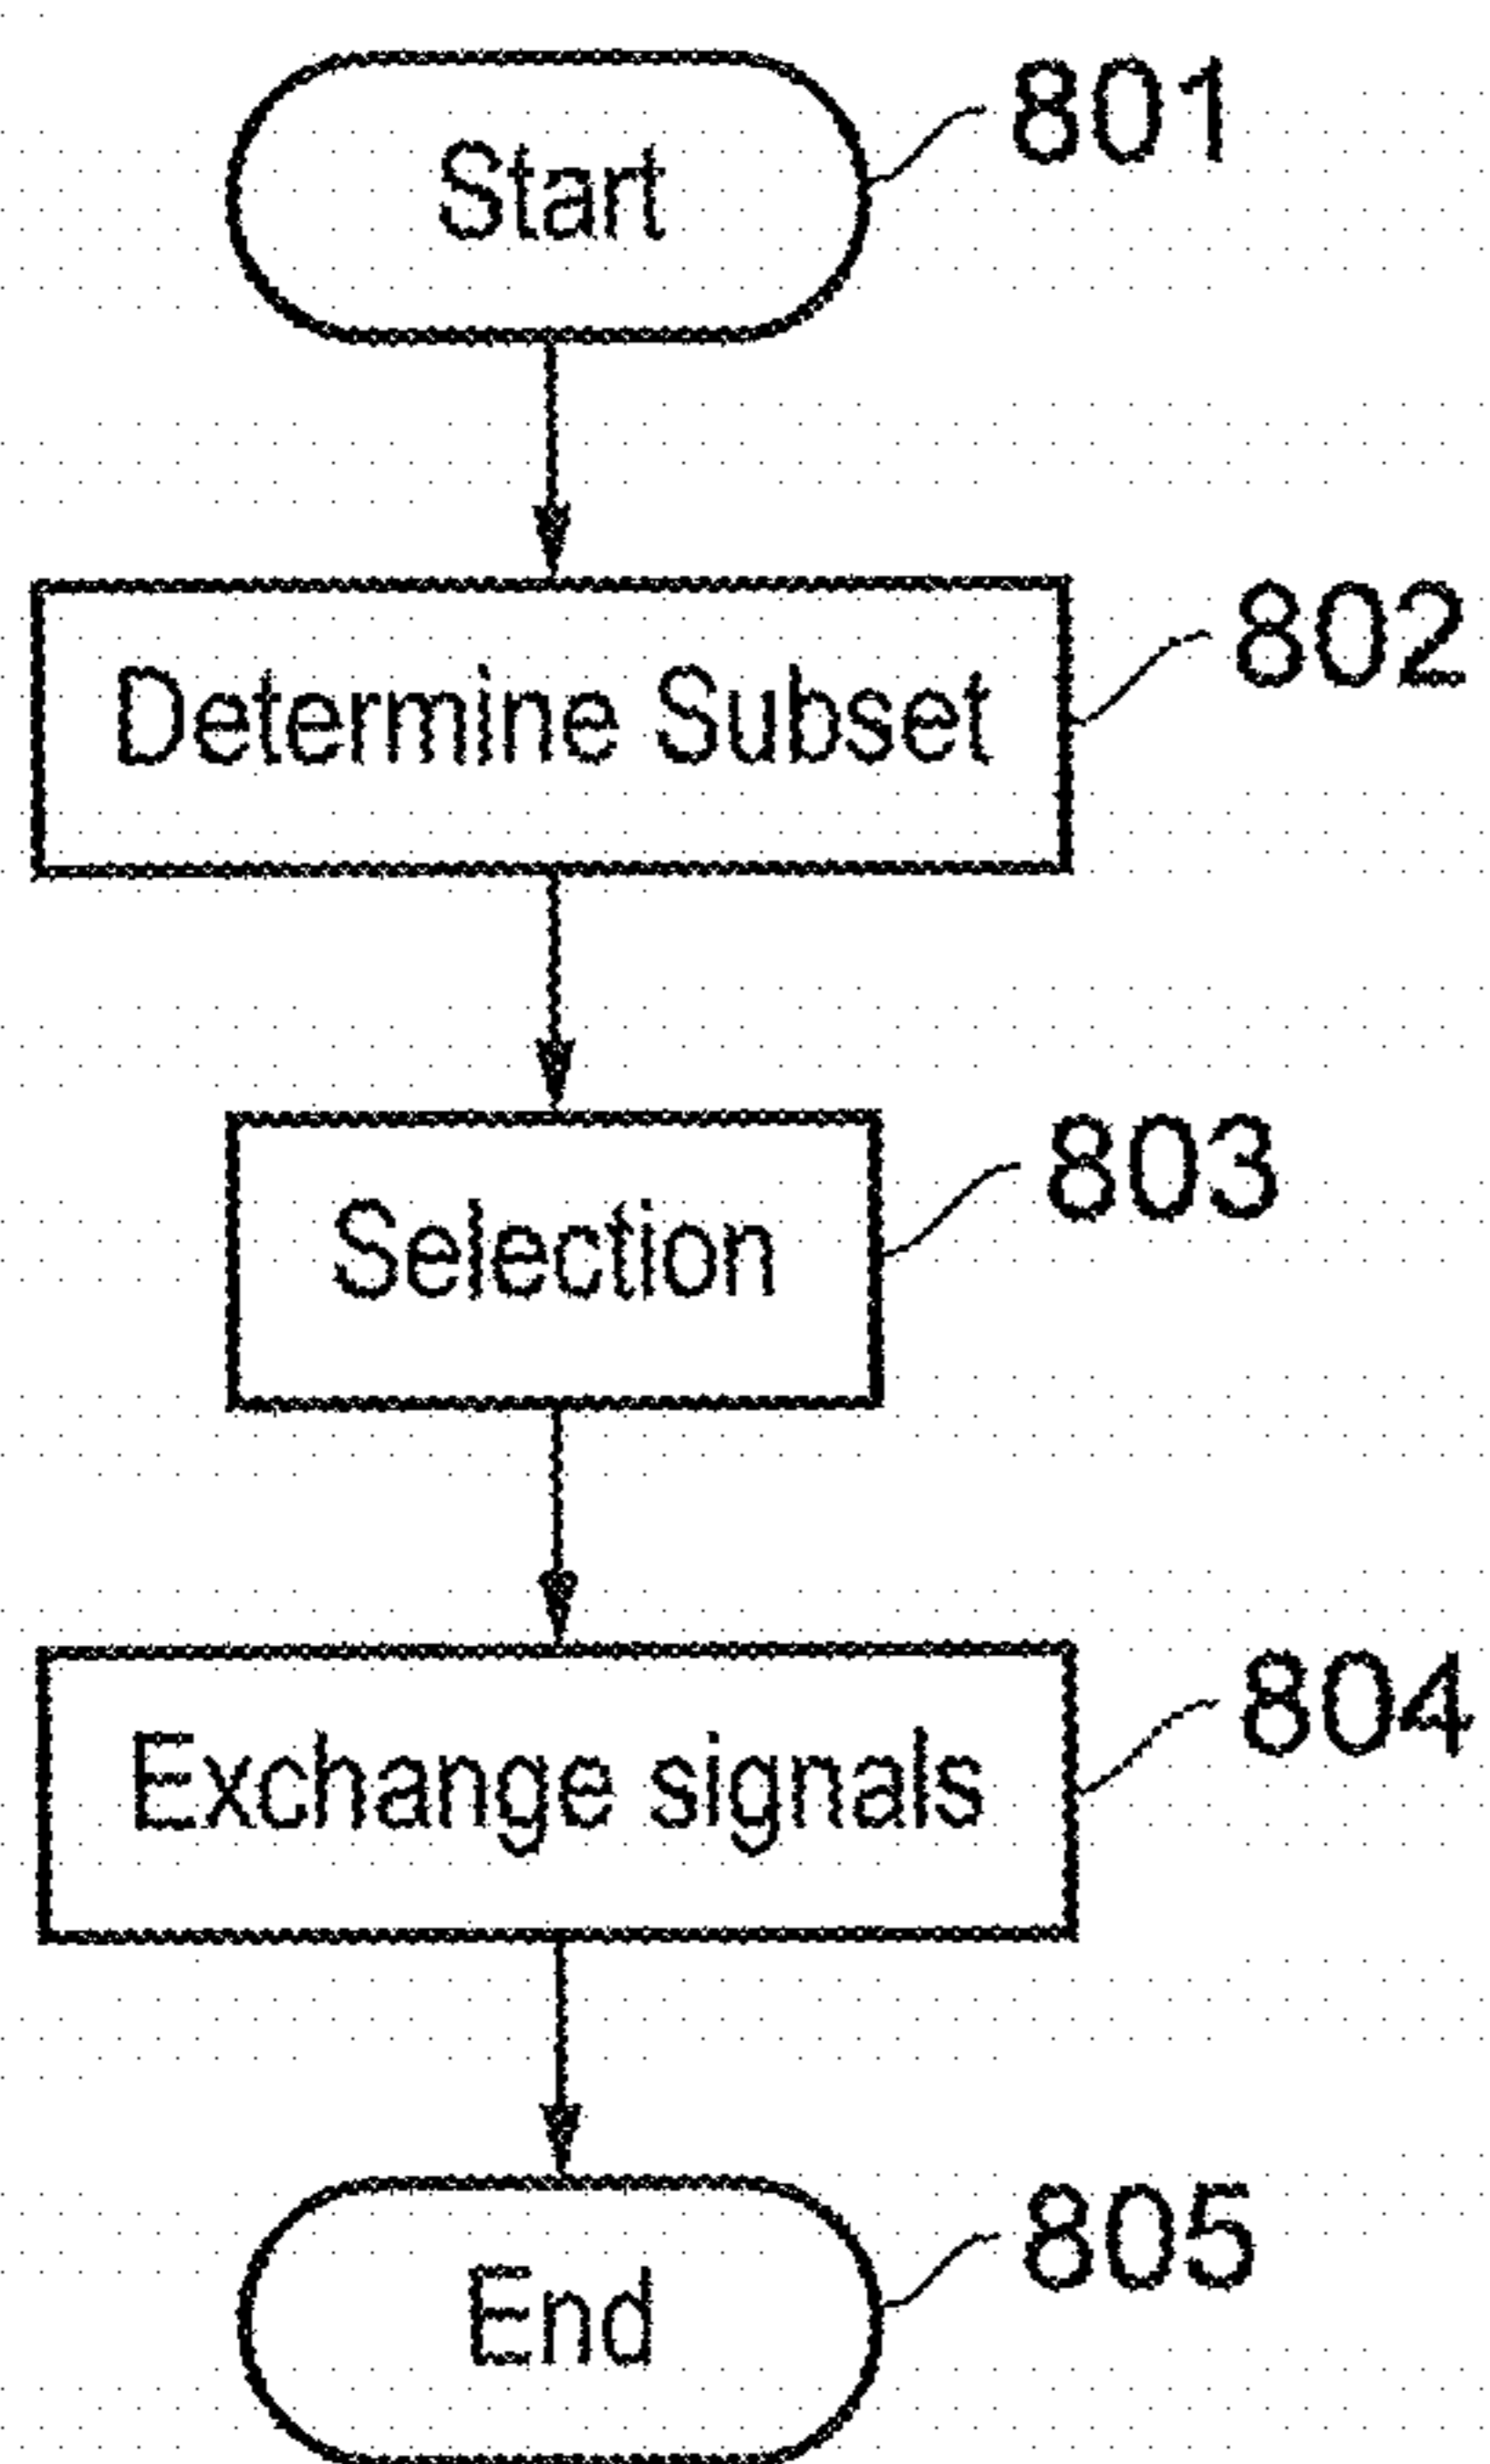 Start 801
Determine Subset 802
Selection 803
Exchange signals 804
End 805